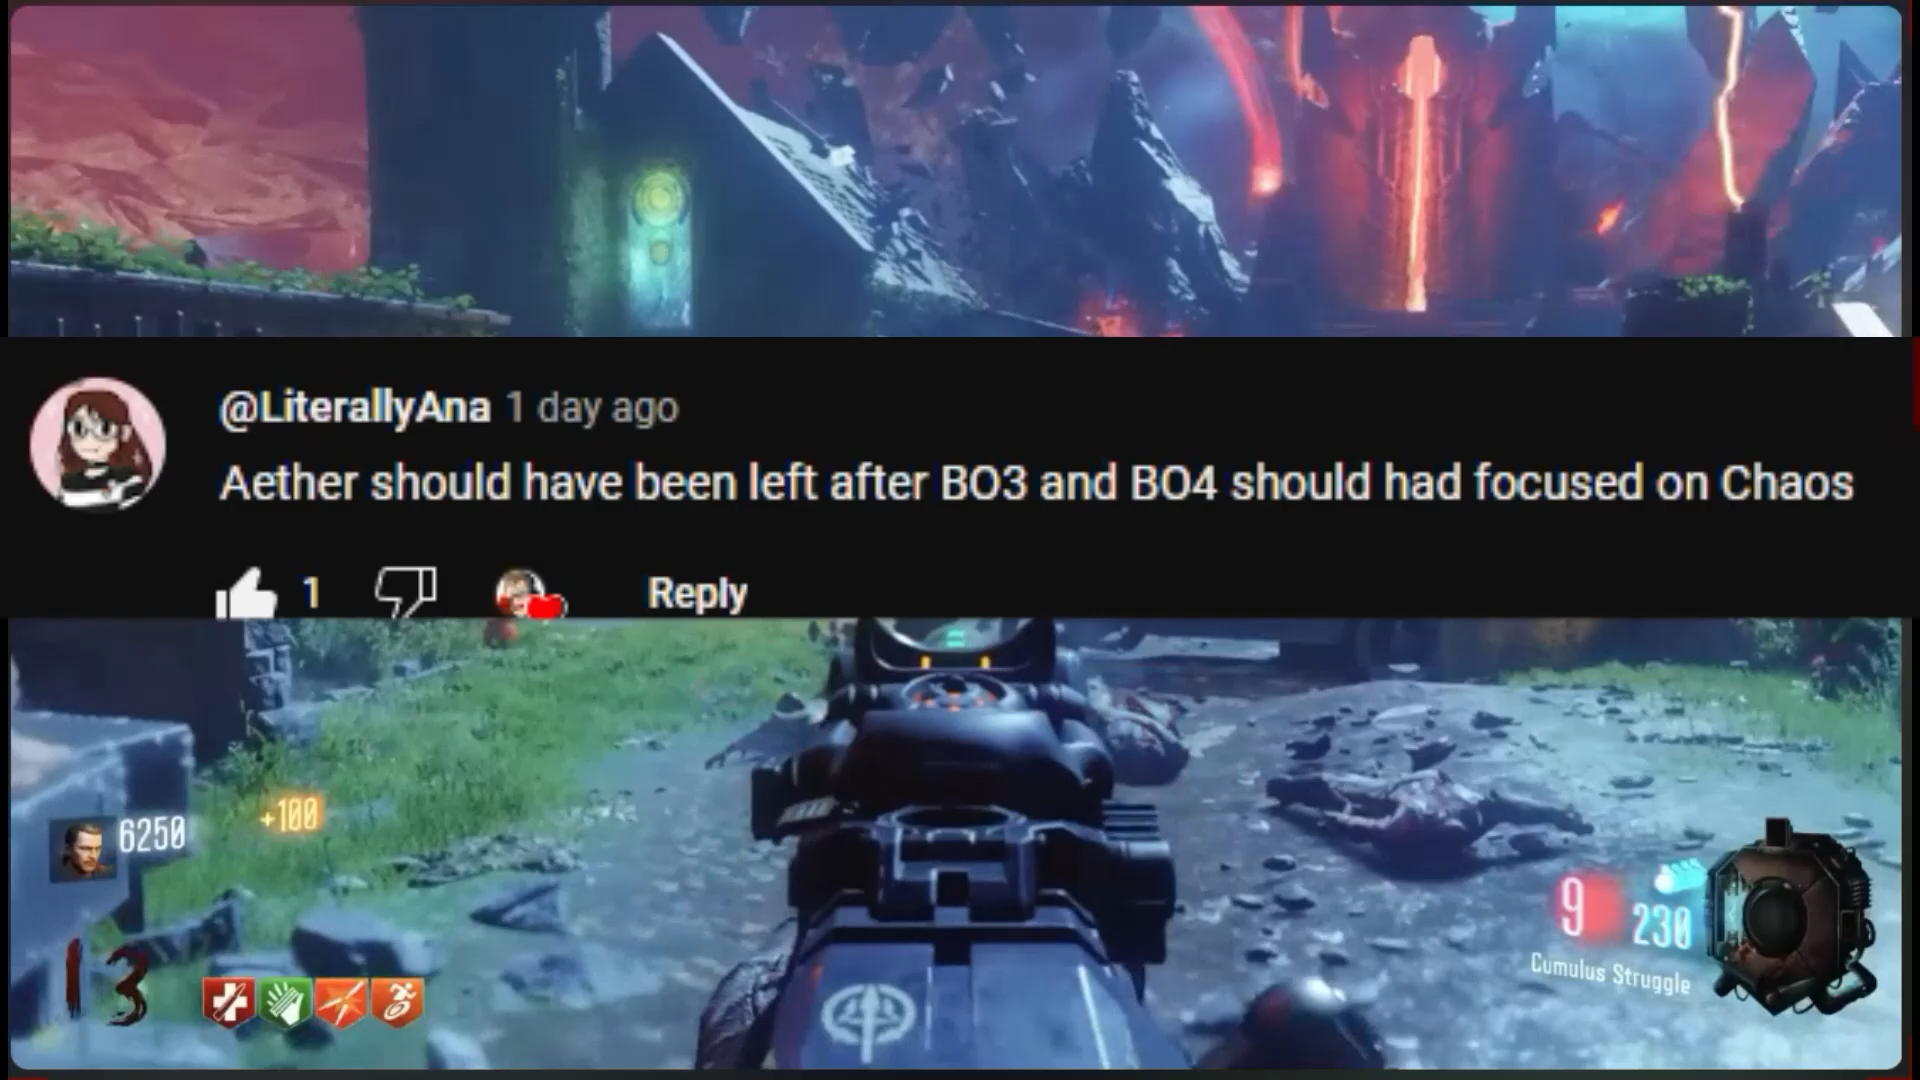 @LiterallyAna 1 day ago
Aether should have been left after BO3 and BO4 should had focused on Chaos
1
Reply
6250
+100
13
9
230
Cumulus Struggle